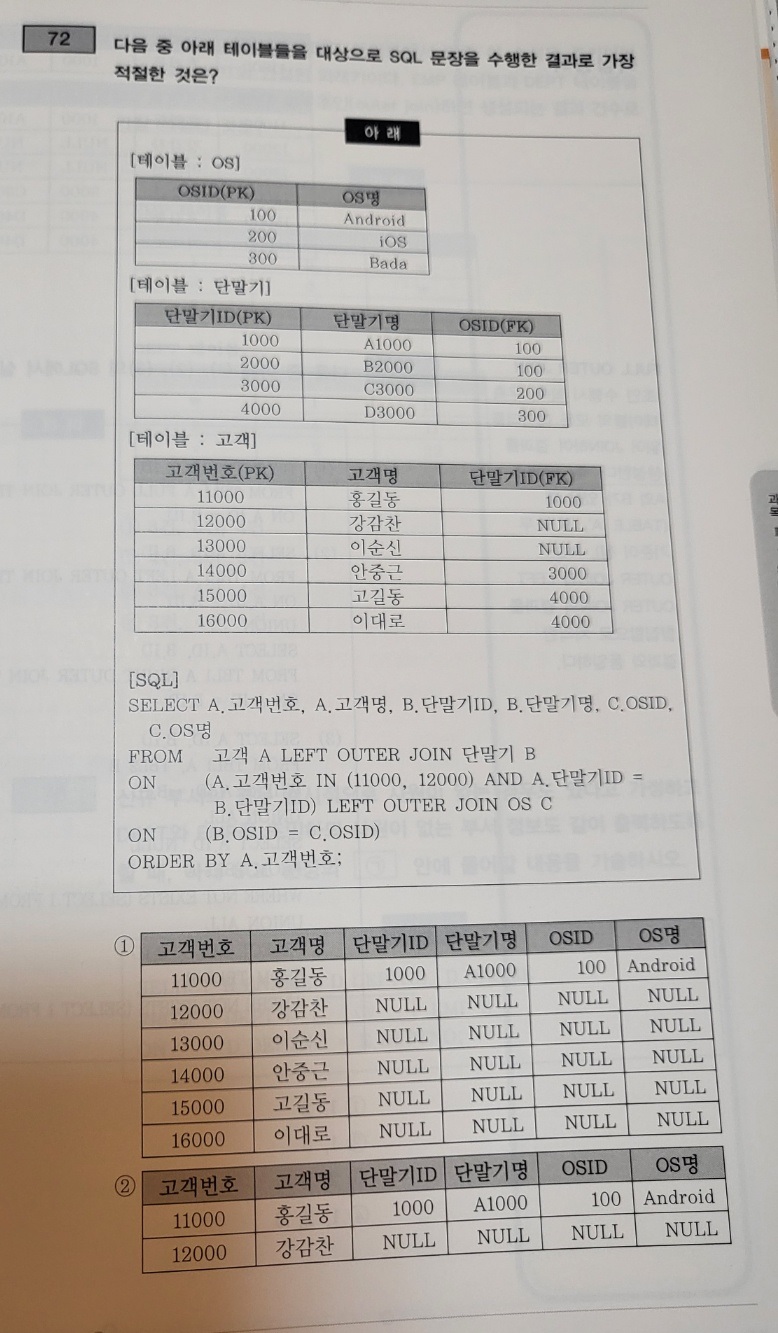 72
다음 중 아래 테이블들을 대상으로 SQL 문장을 수행한 결과로 가장
적절한 것은?
아 래
[테이블 : OS]
OSID(PK) OS명
100 Android
200 iOS
300 Bada
[테이블 : 단말기]
단말기ID(PK) 단말기명 OSID(FK)
1000 A1000 100
2000 B2000 100
3000 C3000 200
4000 D3000 300
[테이블 : 고객]
고객번호(PK) 고객명 단말기ID(FK)
11000 홍길동 1000
12000 강감찬 NULL
13000 이순신 NULL
14000 안중근 3000
15000 고길동 4000
16000 이대로 4000
[SQL]
SELECT A.고객번호, A.고객명, B.단말기ID, B.단말기명, C.OSID,
C.OS명
FROM 고객 A LEFT OUTER JOIN 단말기 B
ON (A.고객번호 IN (11000, 12000) AND A.단말기ID =
B.단말기ID) LEFT OUTER JOIN OS C
ON (B.OSID = C.OSID)
ORDER BY A.고객번호;
① 고객번호 고객명 단말기ID 단말기명 OSID OS명
11000 홍길동 1000 A1000 100 Android
12000 강감찬 NULL NULL NULL NULL
13000 이순신 NULL NULL NULL NULL
14000 안중근 NULL NULL NULL NULL
15000 고길동 NULL NULL NULL NULL
16000 이대로 NULL NULL NULL NULL
② 고객번호 고객명 단말기ID 단말기명 OSID OS명
11000 홍길동 1000 A1000 100 Android
12000 강감찬 NULL NULL NULL NULL